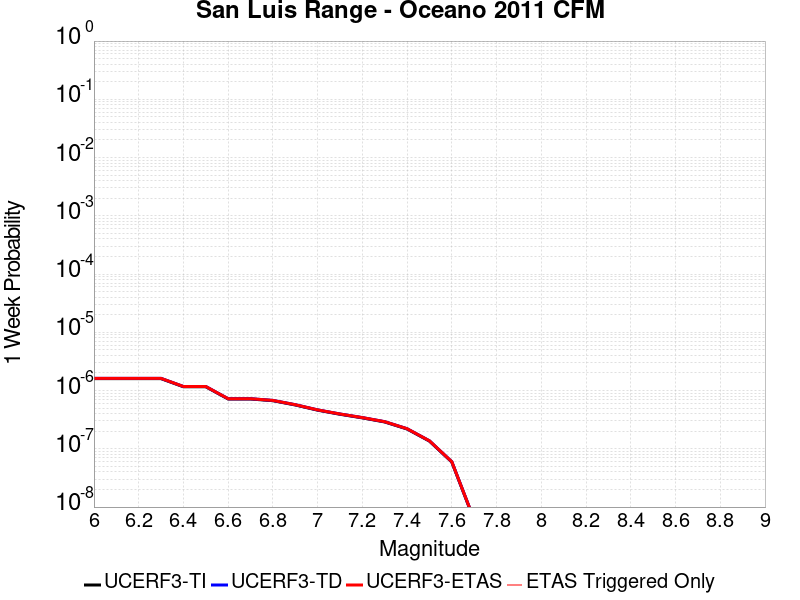 San Luis Range - Oceano 2011 CFM
10^0
10^-1
10^-2
10^-3
10^-4
10^-5
10^-6
10^-7
10^-8
1 Week Probability
6 6.2 6.4 6.6 6.8 7 7.2 7.4 7.6 7.8 8 8.2 8.4 8.6 8.8 9
Magnitude
UCERF3-TI UCERF3-TD UCERF3-ETAS ETAS Triggered Only